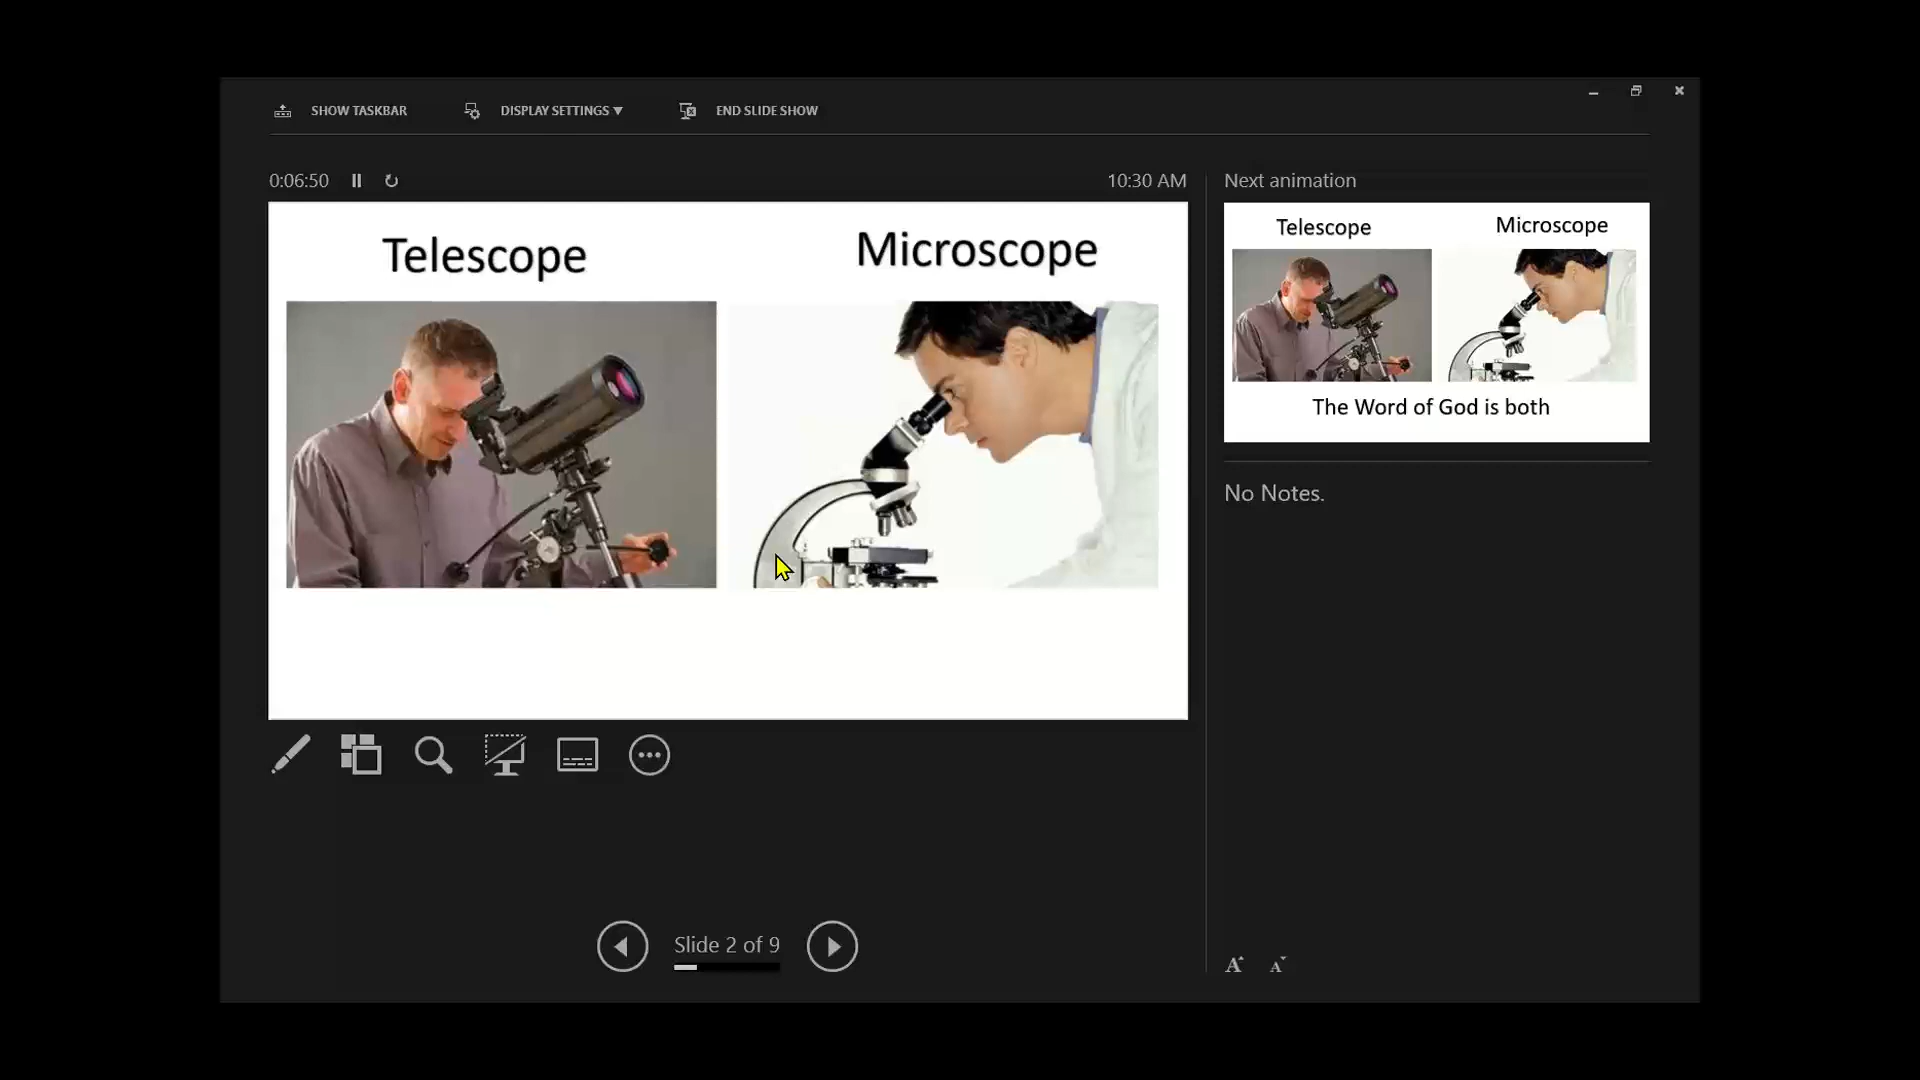 SHOW TASKBAR
DISPLAY SETTINGS ▼
END SLIDE SHOW
0:06:50
10:30 AM
Telescope
Microscope
Next animation
Telescope
Microscope
The Word of God is both
No Notes.
Slide 2 of 9
A
A